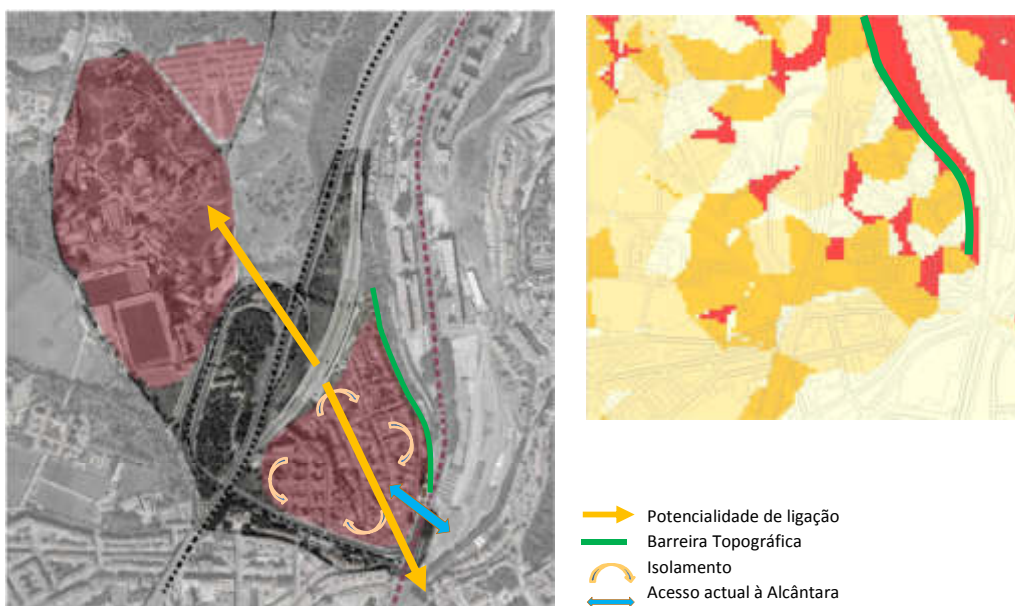 Potencialidade de ligação
Barreira Topográfica
Isolamento
Acesso actual à Alcântara